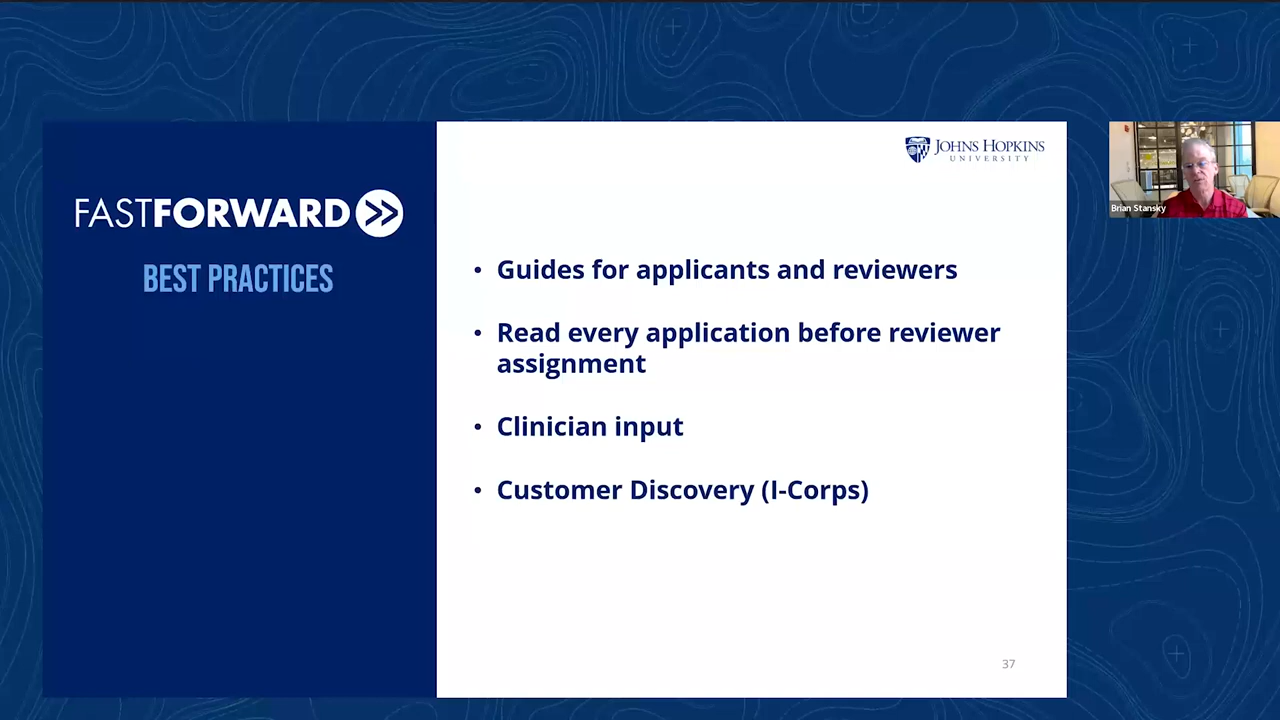 JOHNS HOPKINS
UNIVERSITY
FASTFORWARD
BEST PRACTICES
• Guides for applicants and reviewers
• Read every application before reviewer
assignment
• Clinician input
• Customer Discovery (I-Corps)
37
Brian Stansky